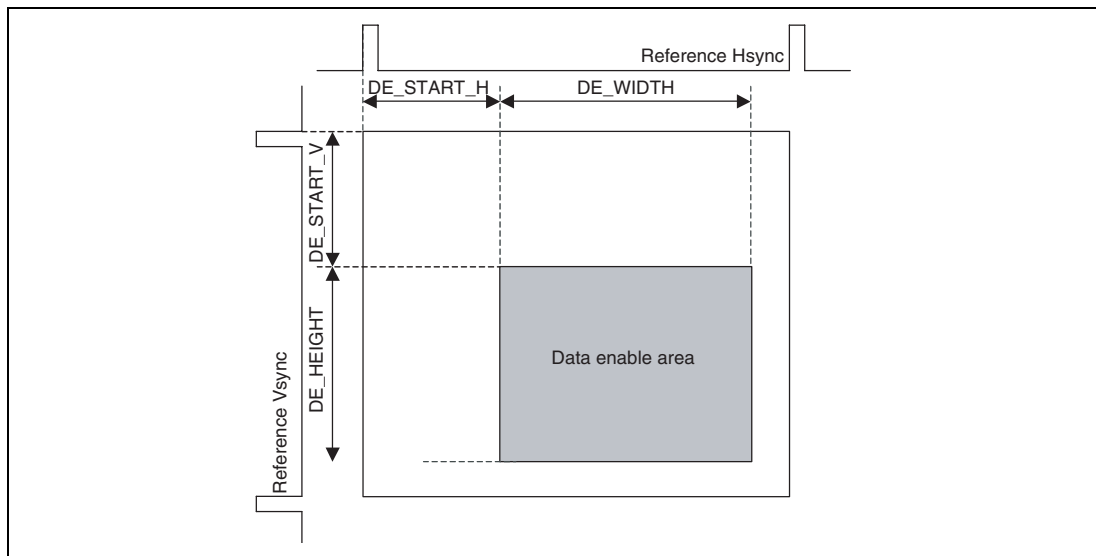 Reference Hsync
DE_START_H
DE_WIDTH
DE_START_V
DE_HEIGHT
Reference Vsync
Data enable area